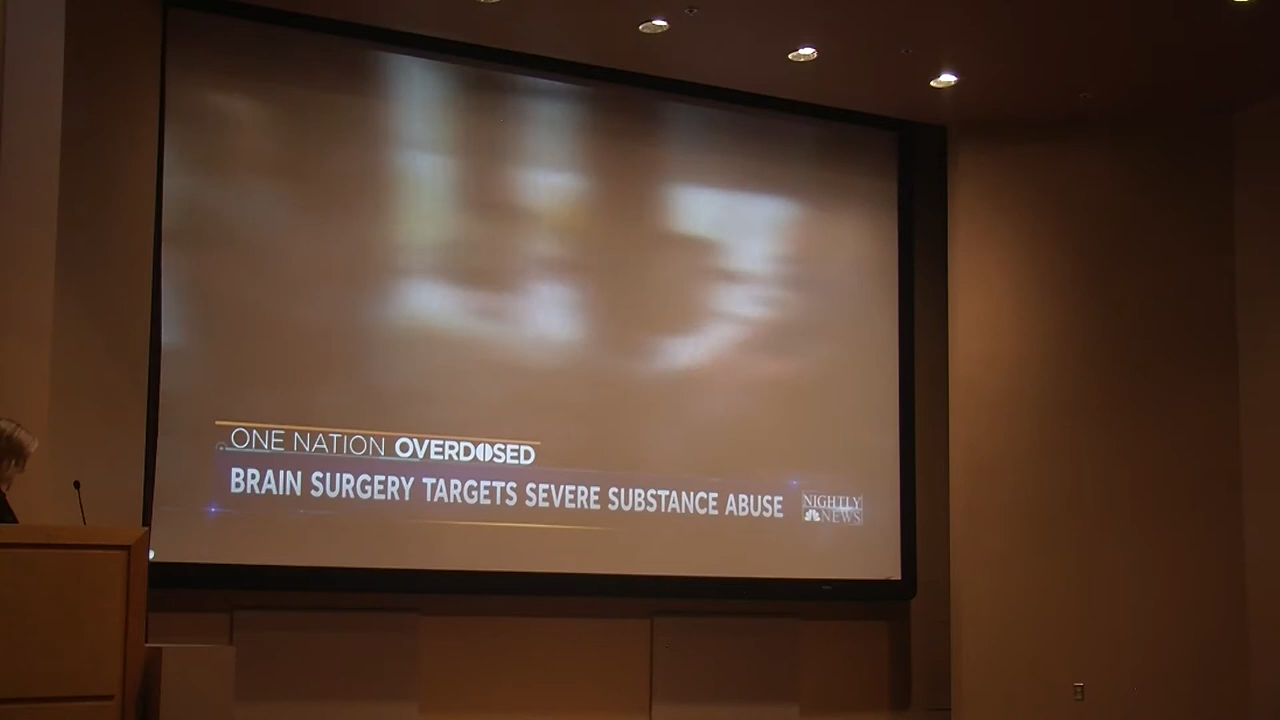 ONE NATION OVERDOSED
BRAIN SURGERY TARGETS SEVERE SUBSTANCE ABUSE
NIGHTLY
NEWS